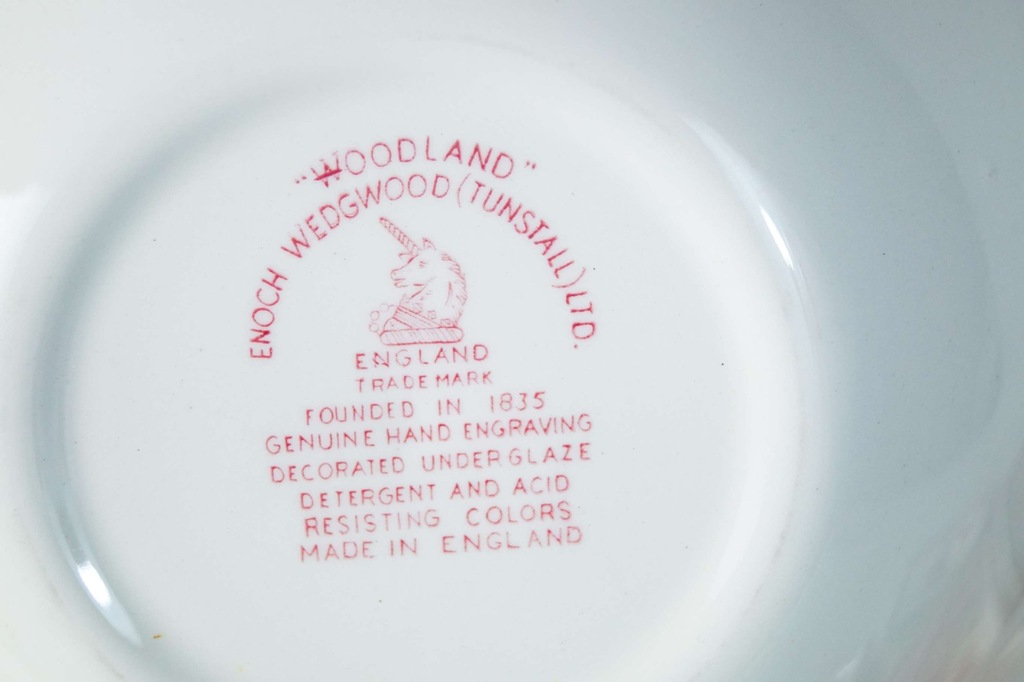 "WOODLAND"
ENOCH WEDGWOOD (TUNSTALL) LTD.
ENGLAND
TRADE MARK
FOUNDED IN 1835
GENUINE HAND ENGRAVING
DECORATED UNDERGLAZE
DETERGENT AND ACID
RESISTING COLORS
MADE IN ENGLAND